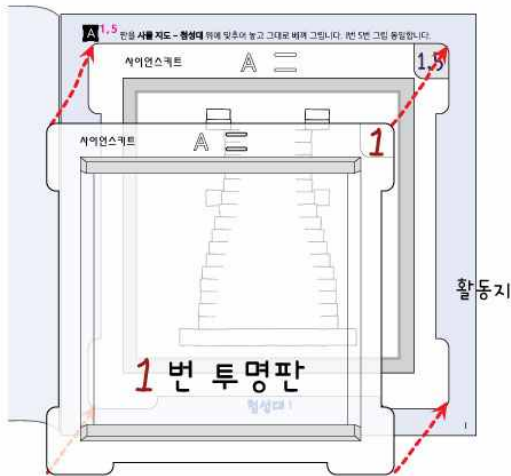 A 1,5 판을 사물 지도 - 첨성대 위에 맞추어 놓고 그대로 베껴 그립니다. 1번 5번 그림 동일합니다.
사이언스키트 A 1,5
사이언스키트 A 1
활동지
1 번 투명판
첨성대 1
1